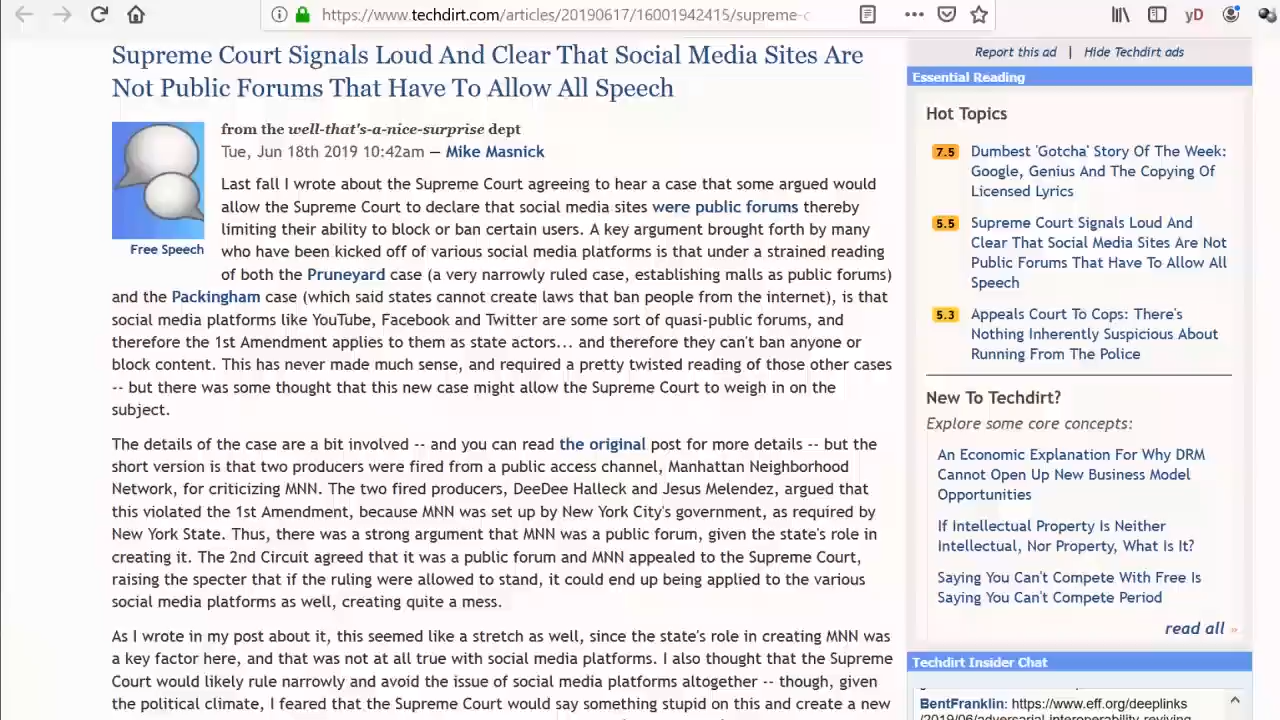 https://www.techdirt.com/articles/20190617/16001942415/supreme-c
yD
Supreme Court Signals Loud And Clear That Social Media Sites Are
Not Public Forums That Have To Allow All Speech
from the well-that's-a-nice-surprise dept
Tue, Jun 18th 2019 10:42am — Mike Masnick
Free Speech
Last fall I wrote about the Supreme Court agreeing to hear a case that some argued would
allow the Supreme Court to declare that social media sites were public forums thereby
limiting their ability to block or ban certain users. A key argument brought forth by many
who have been kicked off of various social media platforms is that under a strained reading
of both the Pruneyard case (a very narrowly ruled case, establishing malls as public forums)
and the Packingham case (which said states cannot create laws that ban people from the internet), is that
social media platforms like YouTube, Facebook and Twitter are some sort of quasi-public forums, and
therefore the 1st Amendment applies to them as state actors... and therefore they can't ban anyone or
block content. This has never made much sense, and required a pretty twisted reading of those other cases
-- but there was some thought that this new case might allow the Supreme Court to weigh in on the
subject.
The details of the case are a bit involved -- and you can read the original post for more details -- but the
short version is that two producers were fired from a public access channel, Manhattan Neighborhood
Network, for criticizing MNN. The two fired producers, DeeDee Halleck and Jesus Melendez, argued that
this violated the 1st Amendment, because MNN was set up by New York City's government, as required by
New York State. Thus, there was a strong argument that MNN was a public forum, given the state's role in
creating it. The 2nd Circuit agreed that it was a public forum and MNN appealed to the Supreme Court,
raising the specter that if the ruling were allowed to stand, it could end up being applied to the various
social media platforms as well, creating quite a mess.
As I wrote in my post about it, this seemed like a stretch as well, since the state's role in creating MNN was
a key factor here, and that was not at all true with social media platforms. I also thought that the Supreme
Court would likely rule narrowly and avoid the issue of social media platforms altogether -- though, given
the political climate, I feared that the Supreme Court would say something stupid on this and create a new
Report this ad | Hide Techdirt ads
Essential Reading
Hot Topics
7.5 Dumbest 'Gotcha' Story Of The Week:
Google, Genius And The Copying Of
Licensed Lyrics
5.5 Supreme Court Signals Loud And
Clear That Social Media Sites Are Not
Public Forums That Have To Allow All
Speech
5.3 Appeals Court To Cops: There's
Nothing Inherently Suspicious About
Running From The Police
New To Techdirt?
Explore some core concepts:
An Economic Explanation For Why DRM
Cannot Open Up New Business Model
Opportunities
If Intellectual Property Is Neither
Intellectual, Nor Property, What Is It?
Saying You Can't Compete With Free Is
Saying You Can't Compete Period
read all »
Techdirt Insider Chat
BentFranklin: https://www.eff.org/deeplinks
/2019/06/adversarial-interoperability-reviving